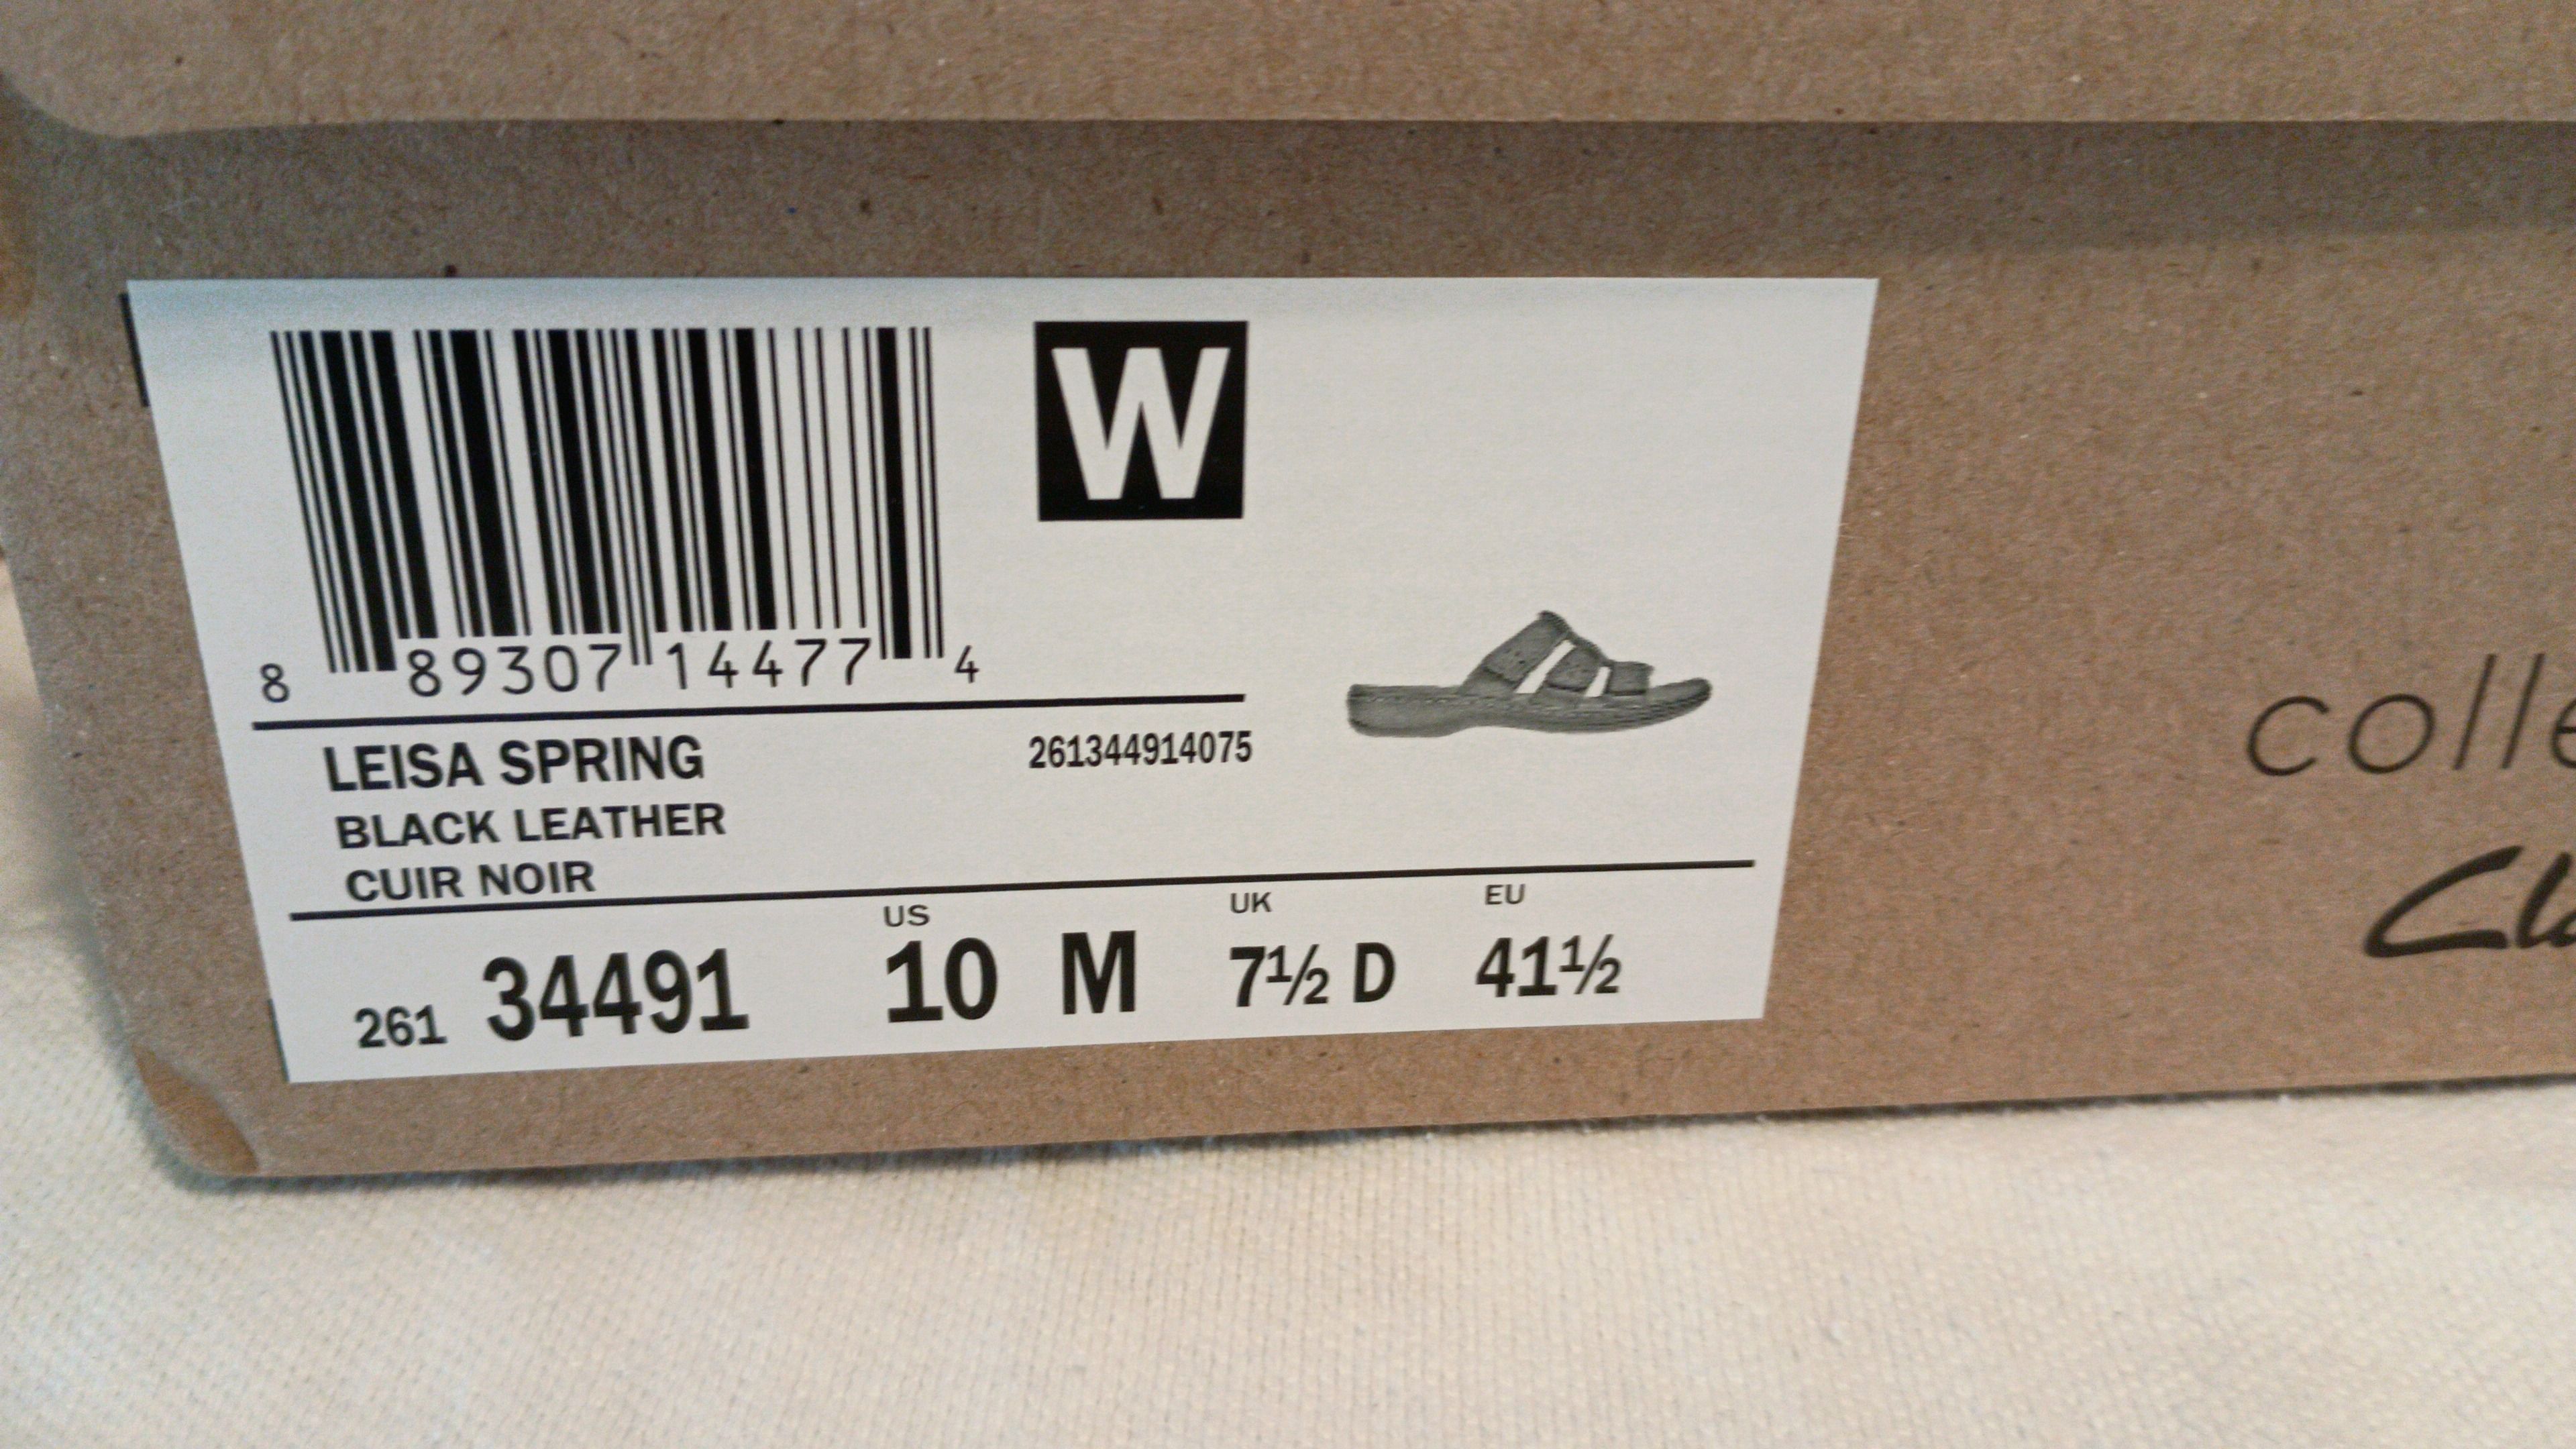 W
8 89307 14477 4
LEISA SPRING 261344914075
BLACK LEATHER
CUIR NOIR
US UK EU
261 34491 10 M 7½ D 41½